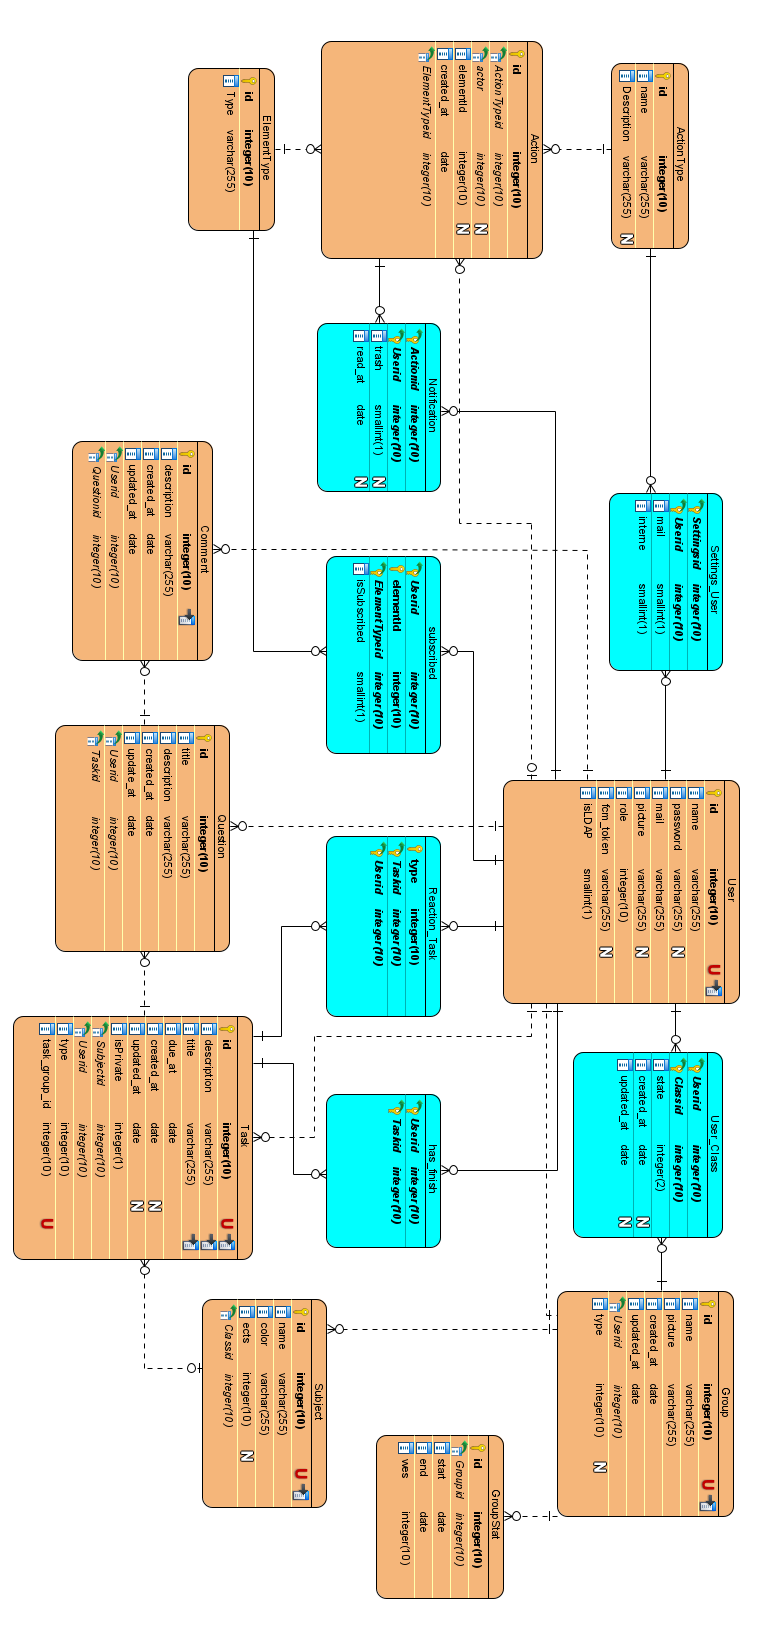 ActionType
id integer(10)
name varchar(255)
Description varchar(255) N
Settings_User
Settingsid integer(10)
Userid integer(10)
mail smallint(1)
interne smallint(1)
User
id integer(10) U
name varchar(255)
password varchar(255) N
mail varchar(255)
picture varchar(255) N
role integer(10)
fcm_token varchar(255) N
isLDAP smallint(1)
User_Class
Userid integer(10)
Classid integer(10)
state integer(2)
created_at date N
updated_at date N
Group
id integer(10) U
name varchar(255)
picture varchar(255)
created_at date
updated_at date
Userid integer(10)
type integer(10) N
Action
id integer(10)
ActionTypeid integer(10)
actor integer(10) N
elementId integer(10) N
created_at date
ElementTypeid integer(10)
Notification
Actionid integer(10)
Userid integer(10)
trash smallint(1) N
read_at date N
subscribed
Userid integer(10)
elementId integer(10)
ElementTypeid integer(10)
isSubscribed smallint(1)
Reaction_Task
type integer(10)
Taskid integer(10)
Userid integer(10)
has_finish
Userid integer(10)
Taskid integer(10)
GroupStat
id integer(10)
Groupid integer(10)
start date
end date
wes integer(10)
ElementType
id integer(10)
Type varchar(255)
Comment
id integer(10)
description varchar(255)
created_at date
updated_at date
Userid integer(10)
Questionid integer(10)
Question
id integer(10)
title varchar(255)
description varchar(255)
created_at date
update_at date
Userid integer(10)
Taskid integer(10)
Task
id integer(10) U
description varchar(255)
title varchar(255)
due_at date
created_at date N
updated_at date N
isPrivate integer(1)
Subjectid integer(10)
Userid integer(10)
type integer(10)
task_group_id integer(10) U
Subject
id integer(10) U
name varchar(255)
color varchar(255)
ects integer(10) N
Classid integer(10)